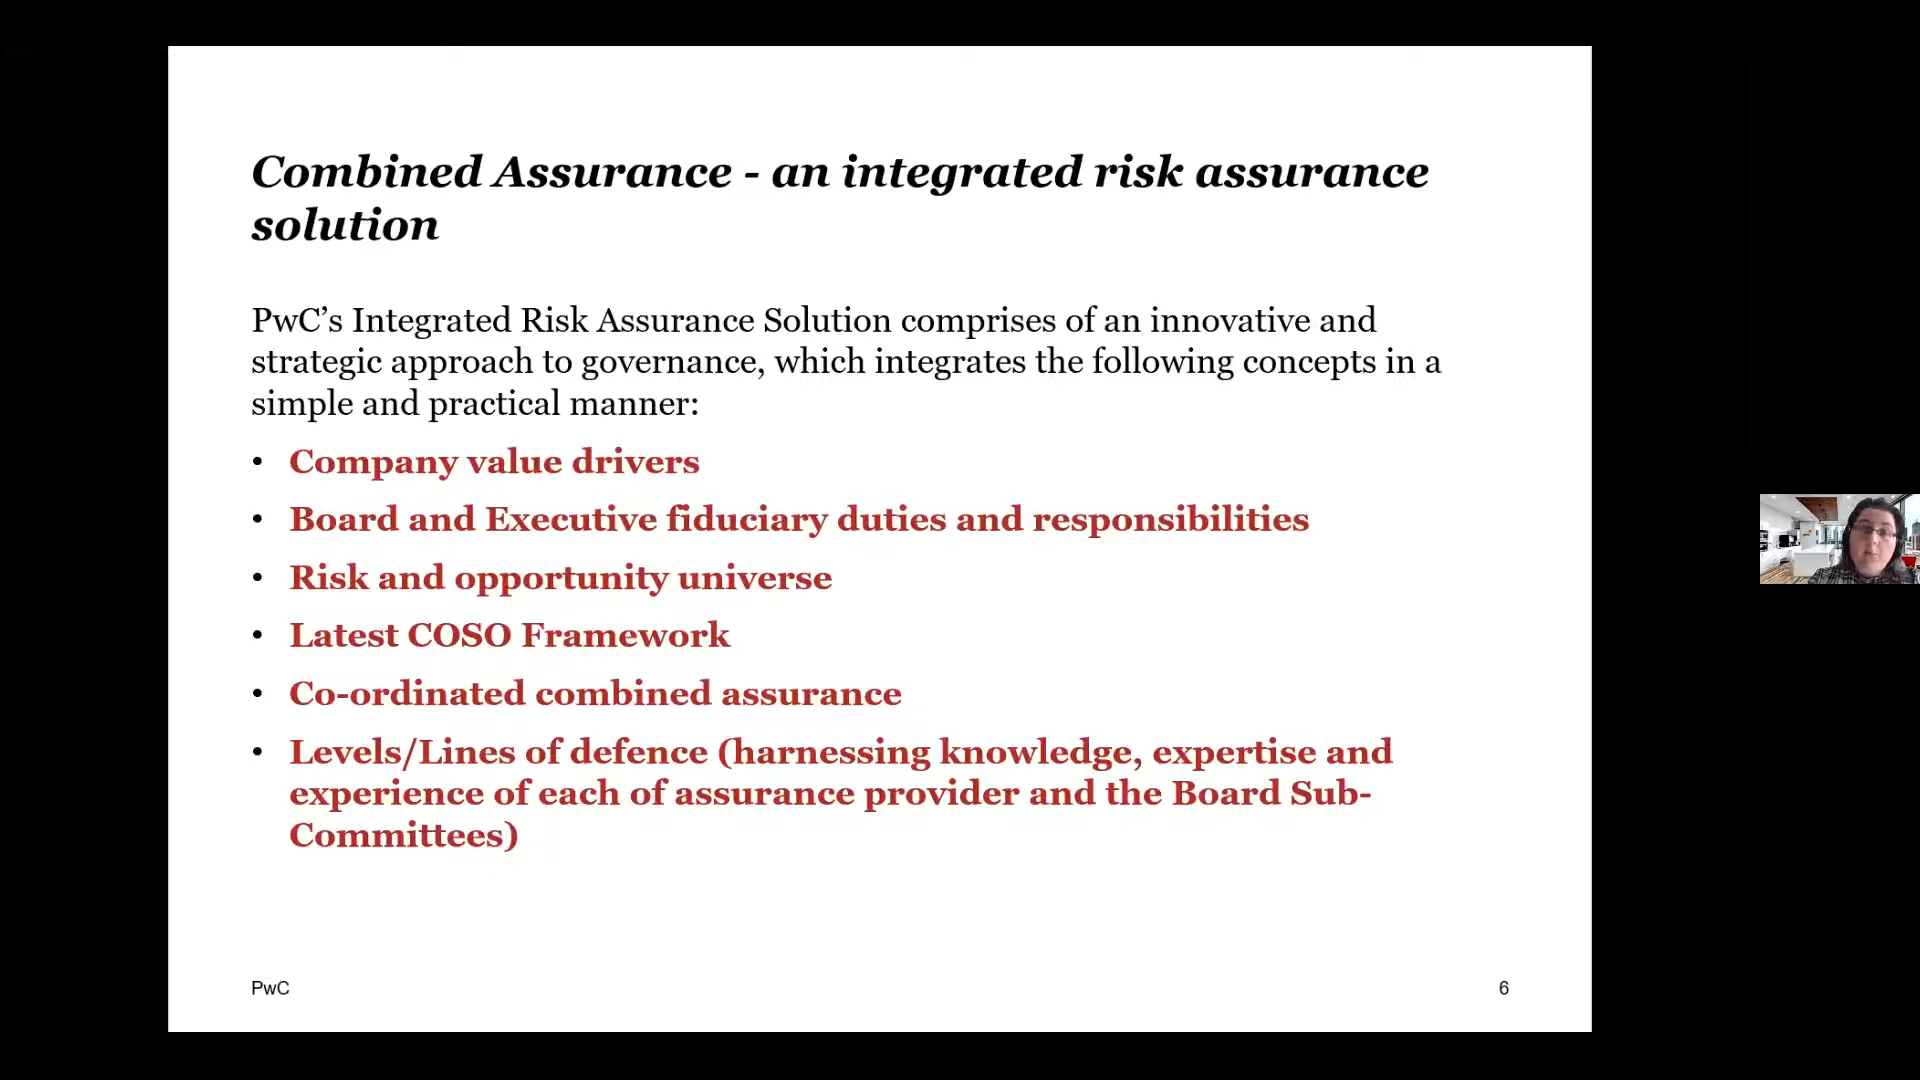 Combined Assurance - an integrated risk assurance
solution
PwC’s Integrated Risk Assurance Solution comprises of an innovative and
strategic approach to governance, which integrates the following concepts in a
simple and practical manner:
• Company value drivers
• Board and Executive fiduciary duties and responsibilities
• Risk and opportunity universe
• Latest COSO Framework
• Co-ordinated combined assurance
• Levels/Lines of defence (harnessing knowledge, expertise and
experience of each of assurance provider and the Board Sub-
Committees)
PwC
6